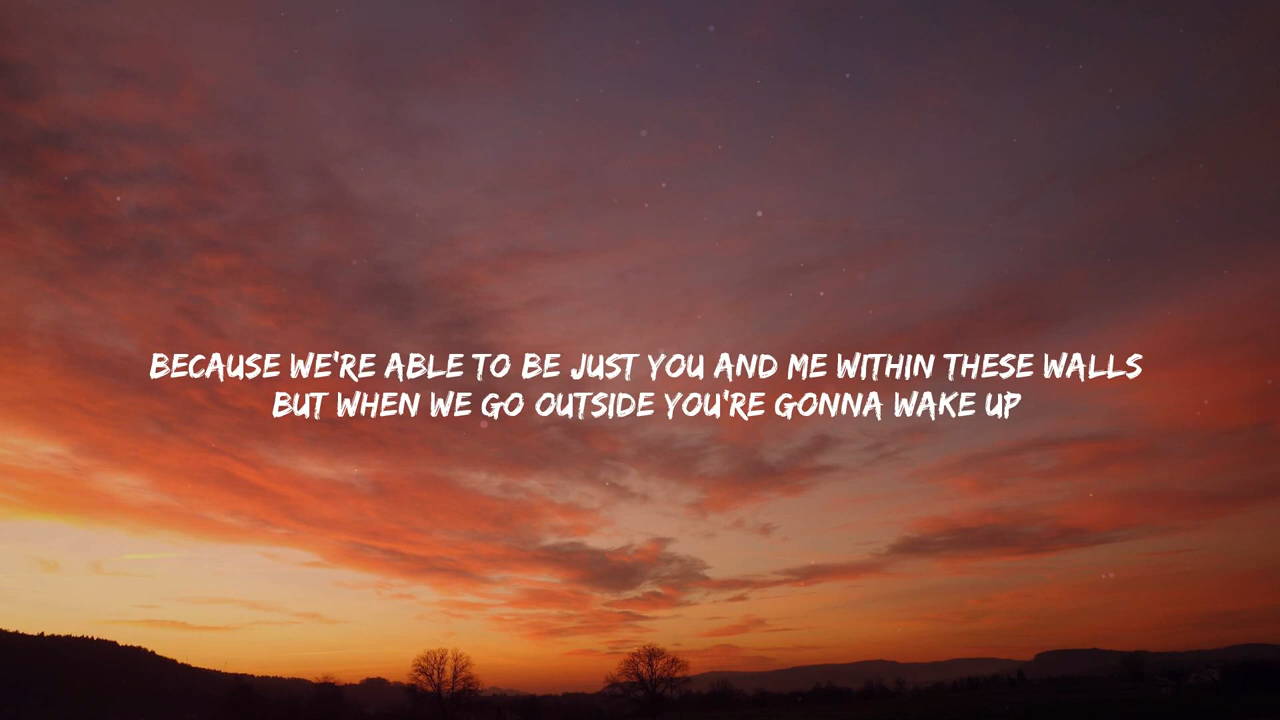 BECAUSE WE'RE ABLE TO BE JUST YOU AND ME WITHIN THESE WALLS
BUT WHEN WE GO OUTSIDE YOU'RE GONNA WAKE UP